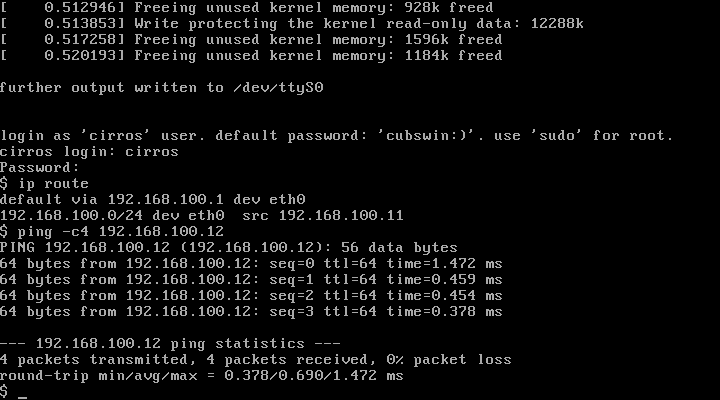 [    0.512946] Freeing unused kernel memory: 928k freed
[    0.513853] Write protecting the kernel read-only data: 12288k
[    0.517258] Freeing unused kernel memory: 1596k freed
[    0.520193] Freeing unused kernel memory: 1184k freed
further output written to /dev/ttyS0
login as 'cirros' user. default password: 'cubswin:)'. use 'sudo' for root.
cirros login: cirros
Password:
$ ip route
default via 192.168.100.1 dev eth0
192.168.100.0/24 dev eth0  src 192.168.100.11
$ ping -c4 192.168.100.12
PING 192.168.100.12 (192.168.100.12): 56 data bytes
64 bytes from 192.168.100.12: seq=0 ttl=64 time=1.472 ms
64 bytes from 192.168.100.12: seq=1 ttl=64 time=0.459 ms
64 bytes from 192.168.100.12: seq=2 ttl=64 time=0.454 ms
64 bytes from 192.168.100.12: seq=3 ttl=64 time=0.378 ms
--- 192.168.100.12 ping statistics ---
4 packets transmitted, 4 packets received, 0% packet loss
round-trip min/avg/max = 0.378/0.690/1.472 ms
$ _